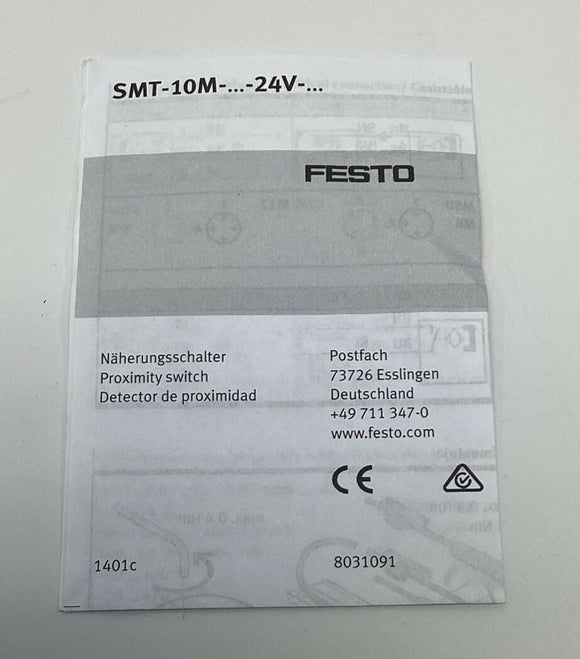 SMT-10M-...-24V-...
FESTO
Näherungsschalter
Proximity switch
Detector de proximidad
Postfach
73726 Esslingen
Deutschland
+49 711 347-0
www.festo.com
CE
1401c
8031091